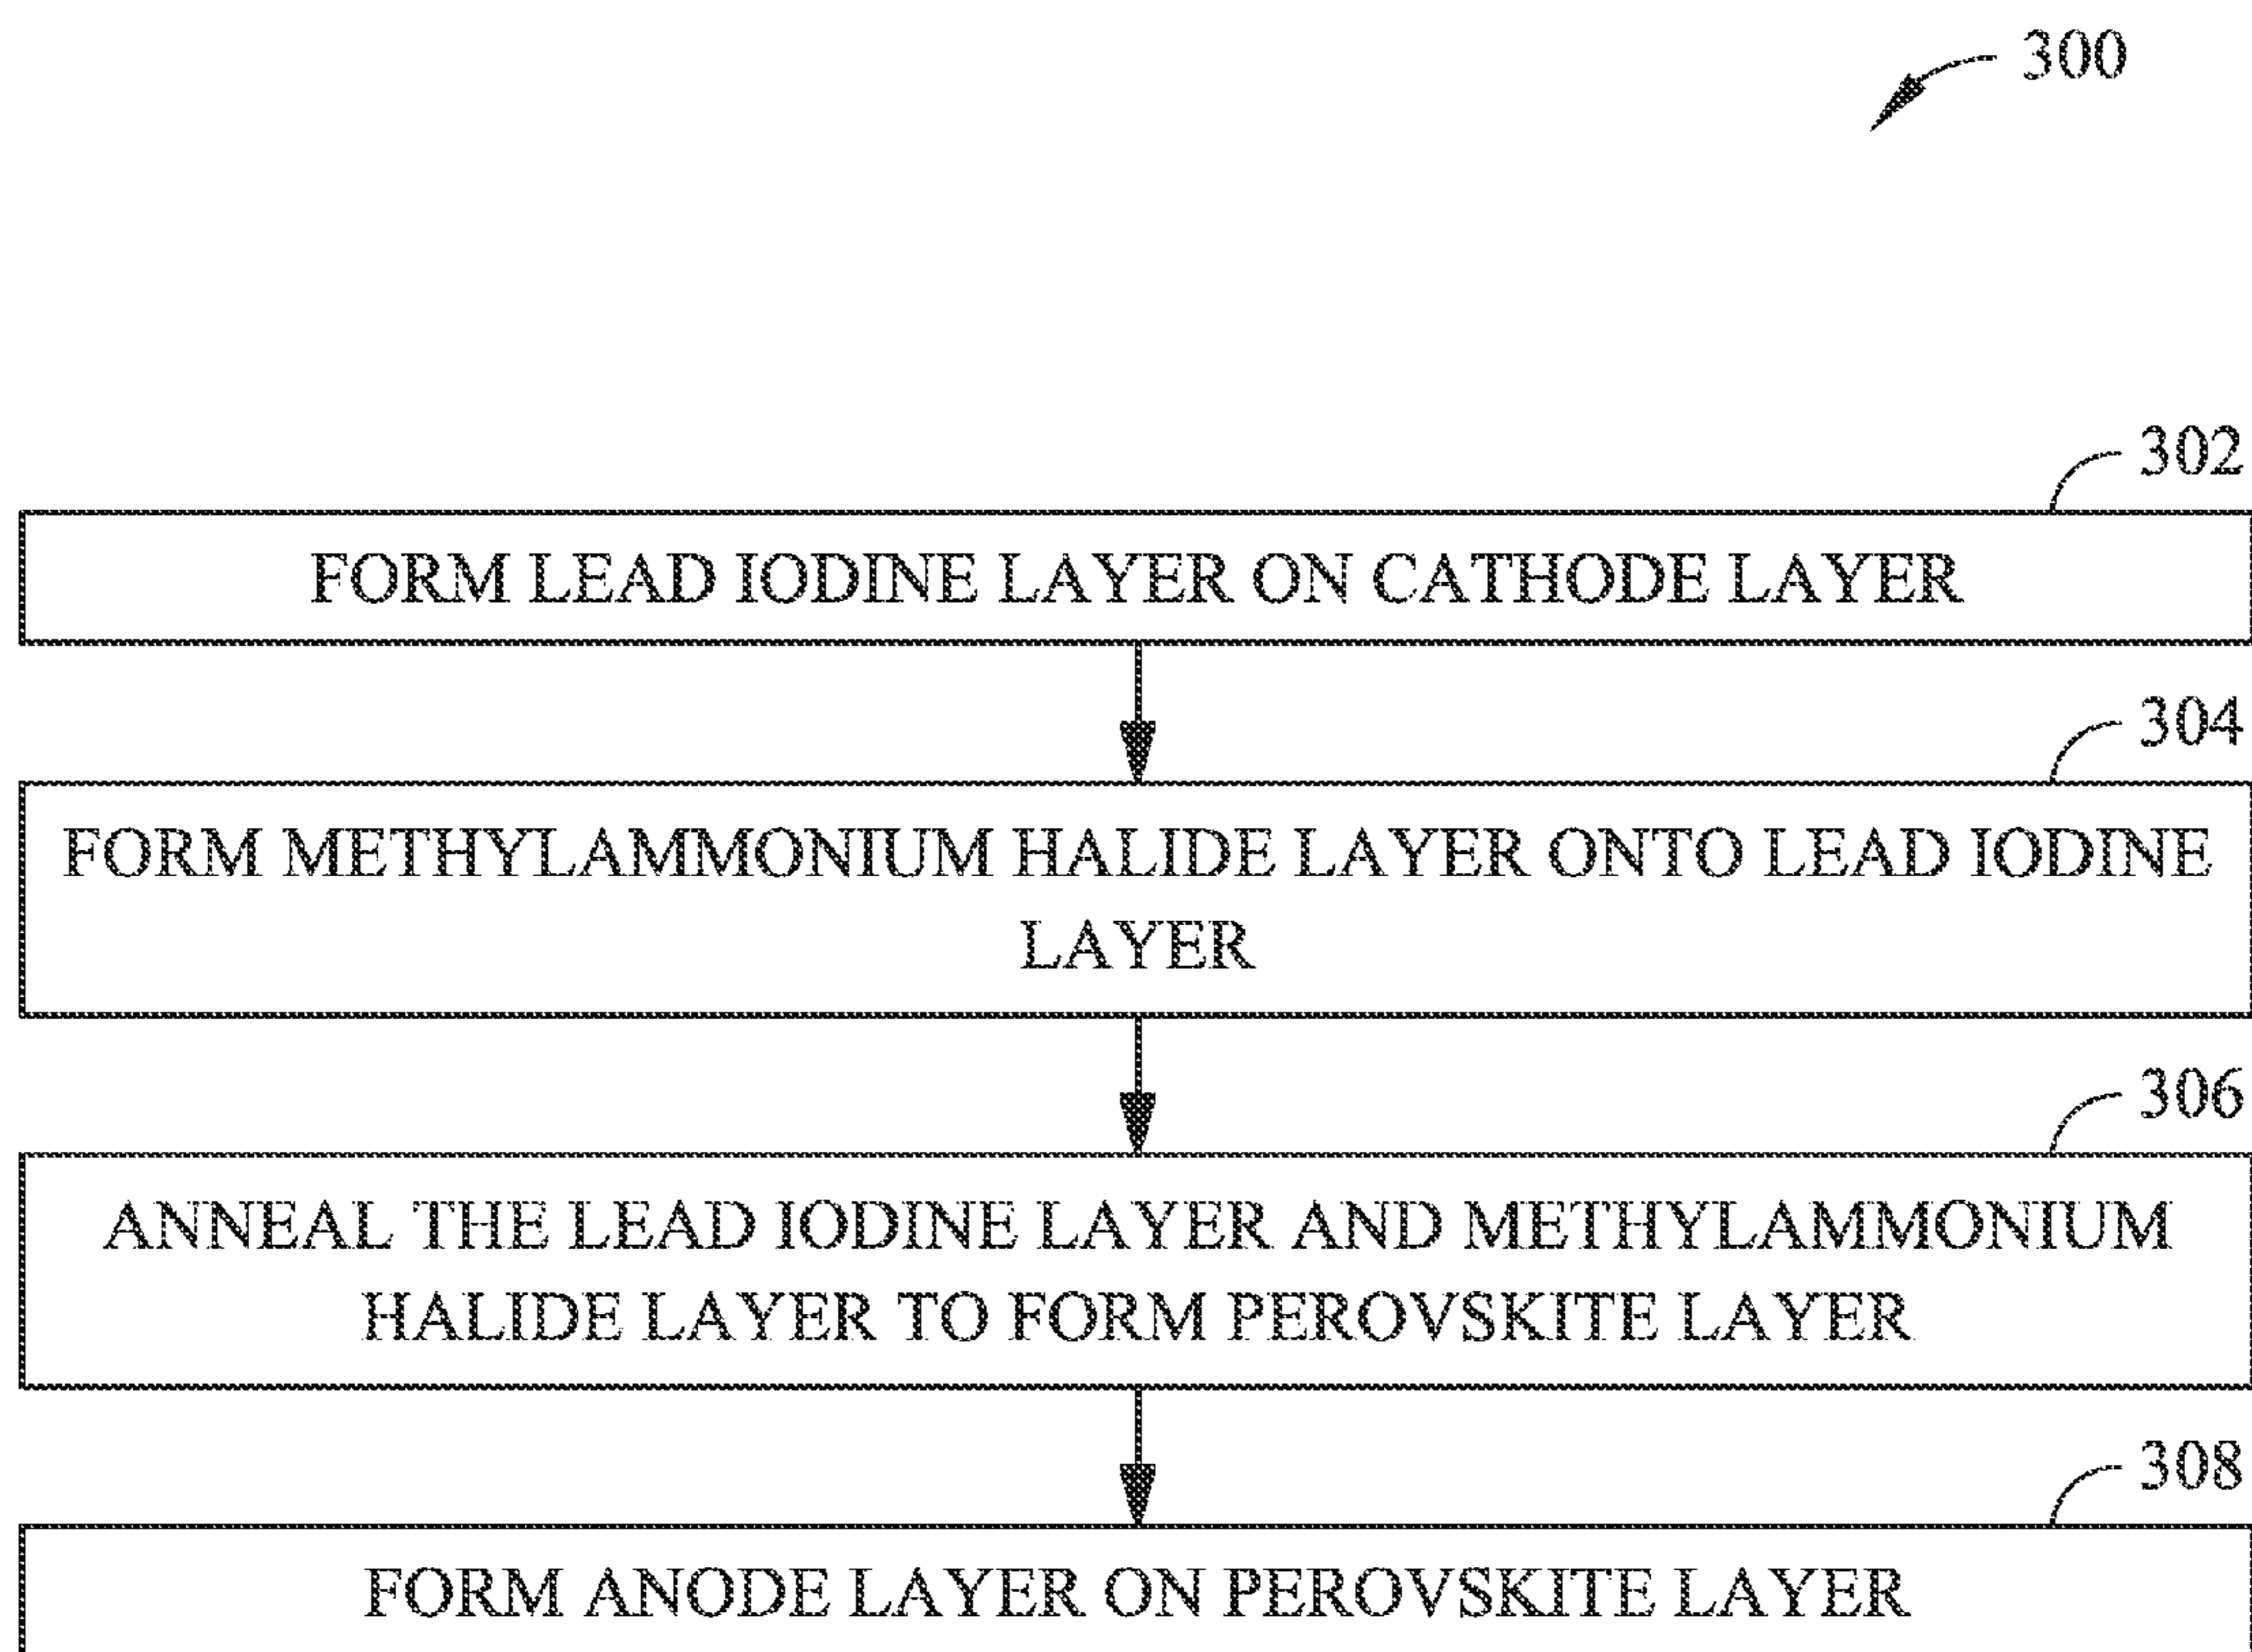 300
302
FORM LEAD IODINE LAYER ON CATHODE LAYER
304
FORM METHYLAMMONIUM HALIDE LAYER ONTO LEAD IODINE
LAYER
306
ANNEAL THE LEAD IODINE LAYER AND METHYLAMMONIUM
HALIDE LAYER TO FORM PEROVSKITE LAYER
308
FORM ANODE LAYER ON PEROVSKITE LAYER